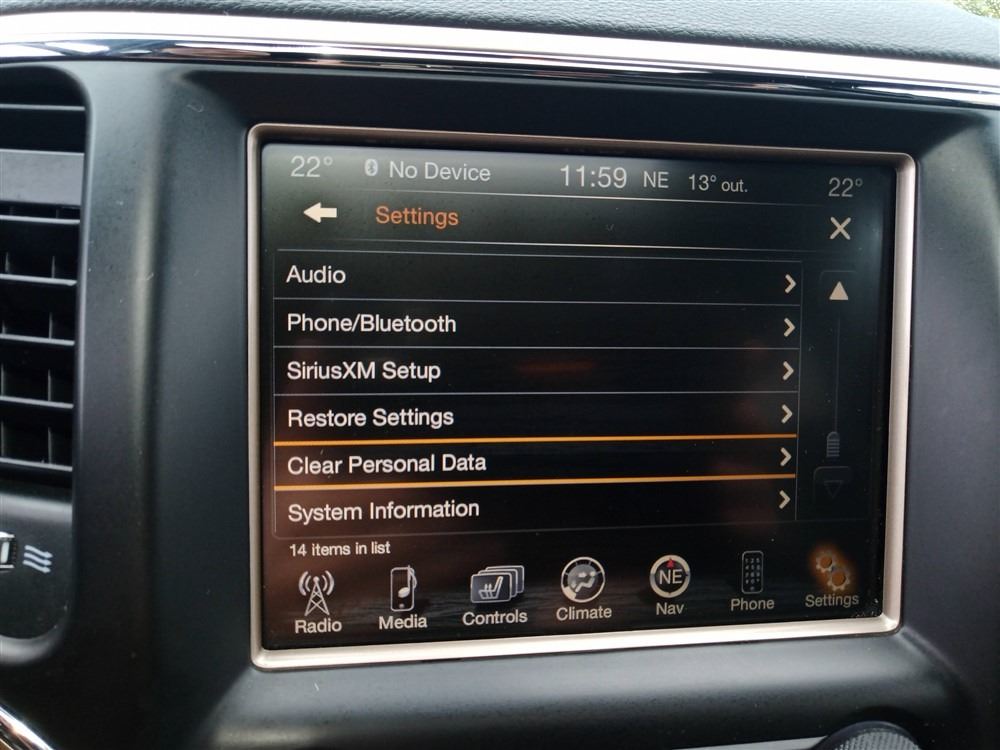 22° No Device 11:59 NE 13° out. 22°
Settings
Audio
Phone/Bluetooth
SiriusXM Setup
Restore Settings
Clear Personal Data
System Information
14 items in list
NE
Radio Media Controls Climate Nav Phone Settings